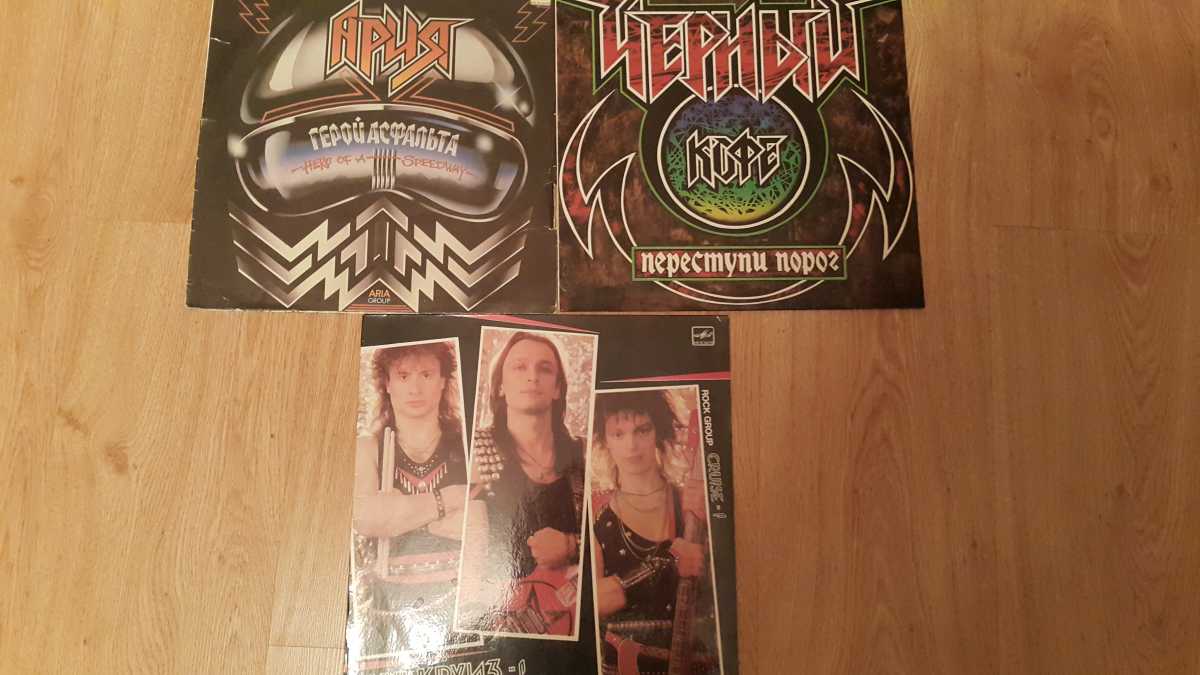 АРИЯ
ГЕРОЙ АСФАЛЬТА
HERO OF A SPEEDWAY
ARIA
GROUP
ЧЕРНЫЙ
КОФЕ
переступи порог
ROCK GROUP CRUISE - 1
КРУИЗ - 1